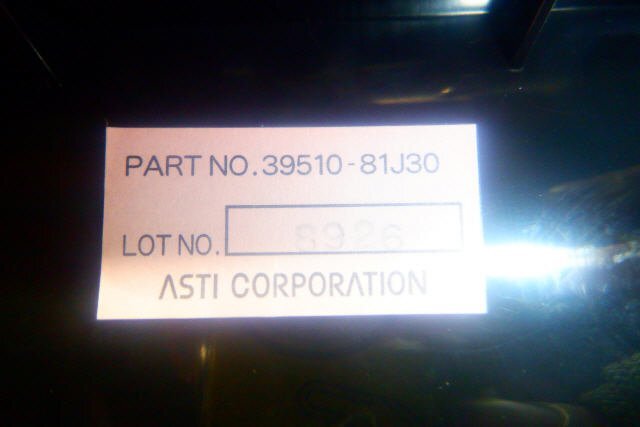 PART NO. 39510-81J30
LOT NO. 8926
ASTI CORPORATION